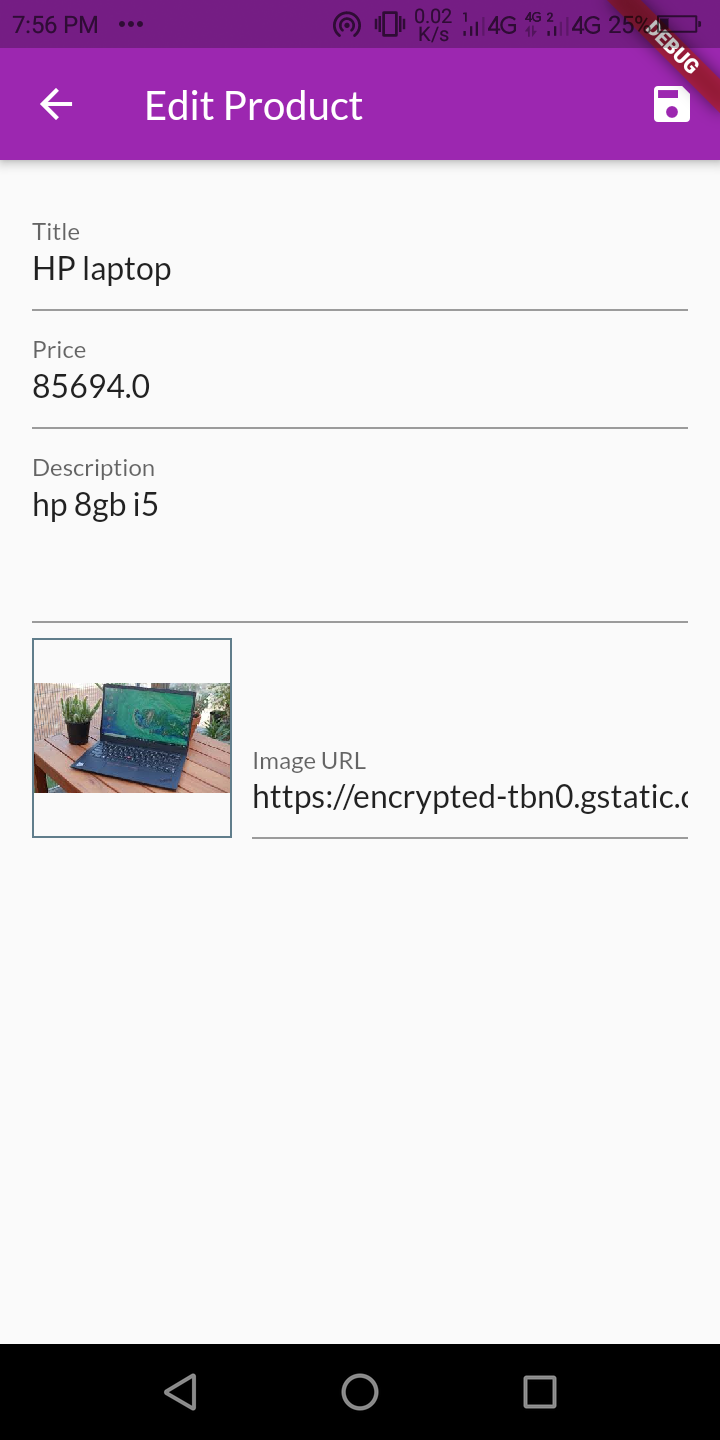 7:56 PM ••• 0.02 K/s 1 4G 4G 2 4G 25%
DEBUG
Edit Product
Title
HP laptop
Price
85694.0
Description
hp 8gb i5
Image URL
https://encrypted-tbn0.gstatic.c